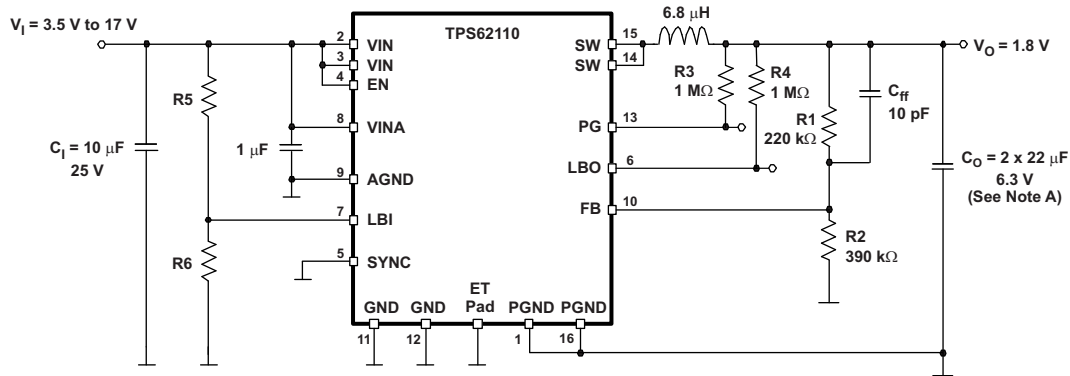 V_I = 3.5 V to 17 V
TPS62110
6.8 µH
2
VIN
3
VIN
4
EN
8
VINA
9
AGND
7
LBI
5
SYNC
15
SW
14
SW
PG
13
LBO
6
FB
10
R5
R6
C_I = 10 µF
25 V
1 µF
R3
1 MΩ
R4
1 MΩ
R1
220 kΩ
C_ff
10 pF
R2
390 kΩ
V_O = 1.8 V
C_O = 2 x 22 µF
6.3 V
(See Note A)
GND
GND
ET
Pad
PGND
PGND
11
12
1
16